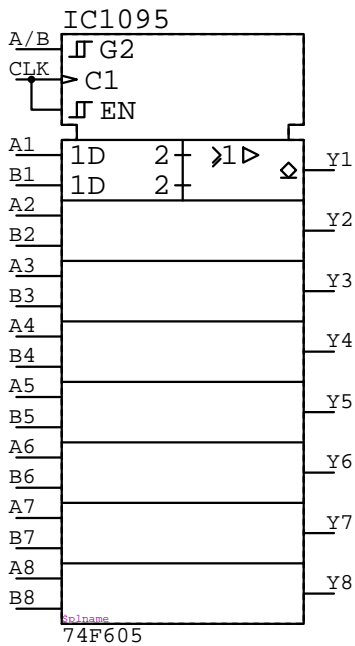 IC1095
A/B
G2
CLK
C1
EN
A1 1D 2 ≥1 Y1
B1 1D 2
A2
Y2
B2
A3
Y3
B3
A4
Y4
B4
A5
Y5
B5
A6
Y6
B6
A7
Y7
B7
A8
Y8
B8
$plname
74F605